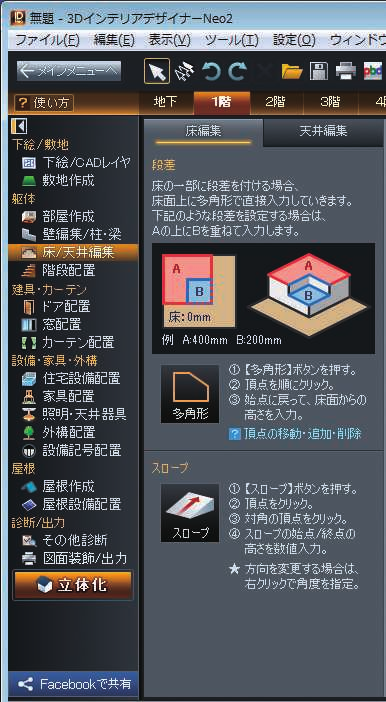 無題 - 3DインテリアデザイナーNeo2
ファイル(F) 編集(E) 表示(V) ツール(T) 設定(O) ウィンドウ
メインメニューへ
pbc
? 使い方 地下 1階 2階 3階 4
床編集 天井編集
下絵/敷地
下絵/CADレイヤ
敷地作成
躯体
部屋作成
壁編集/柱・梁
床/天井編集
階段配置
建具・カーテン
ドア配置
窓配置
カーテン配置
設備・家具・外構
住宅設備配置
家具配置
照明・天井器具
外構配置
設備記号配置
屋根
屋根作成
屋根設備配置
診断/出力
その他診断
図面装飾/出力
立体化
Facebookで共有
段差
床の一部に段差を付ける場合、
床面上に多角形で直接入力していきます。
下記のような段差を設定する場合は、
Aの上にBを重ねて入力します。
A
B
床:0mm
A
B
例 A:400mm B:200mm
多角形
①【多角形】ボタンを押す。
② 頂点を順にクリック。
③ 始点に戻って、床面からの
高さを入力。
? 頂点の移動・追加・削除
スロープ
スロープ
①【スロープ】ボタンを押す。
② 頂点をクリック。
③ 対角の頂点をクリック。
④ スロープの始点/終点の
高さを数値入力。
★ 方向を変更する場合は、
右クリックで角度を指定。